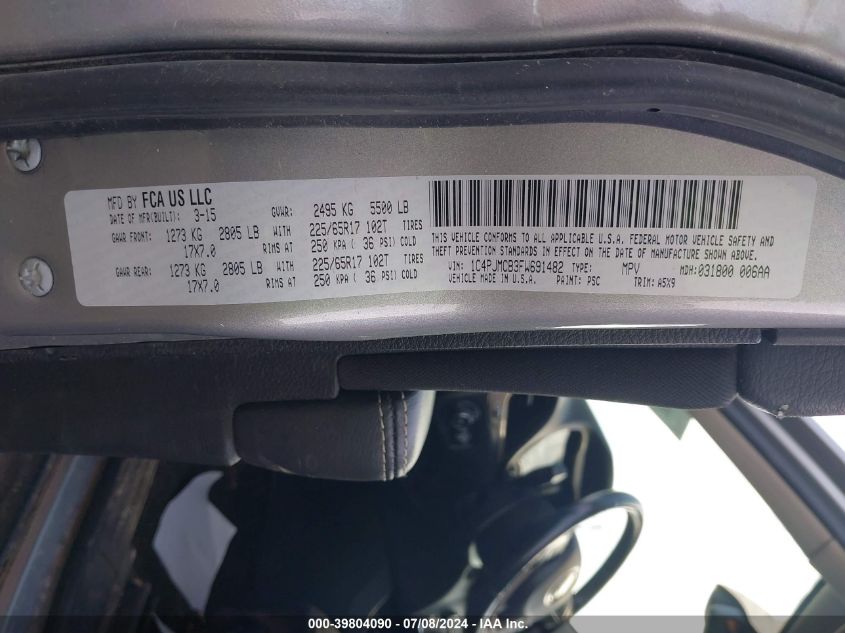 MFD BY FCA US LLC
DATE OF MFR(BUILT): 3-15 GVWR: 2495 KG 5500 LB
GAWR FRONT: 1273 KG 2805 LB WITH 225/65R17 102T TIRES
17X7.0 RIMS AT 250 KPA ( 36 PSI) COLD
GAWR REAR: 1273 KG 2805 LB WITH 225/65R17 102T TIRES
17X7.0 RIMS AT 250 KPA ( 36 PSI) COLD
THIS VEHICLE CONFORMS TO ALL APPLICABLE U.S.A. FEDERAL MOTOR VEHICLE SAFETY AND
THEFT PREVENTION STANDARDS IN EFFECT ON THE DATE OF MANUFACTURE SHOWN ABOVE.
VIN: 1C4PJMCB3FW691482 TYPE: MPV MDH:031800 006AA
VEHICLE MADE IN U.S.A. PAINT: PSC TRIM: A5X9
000-39804090 - 07/08/2024 - IAA Inc.